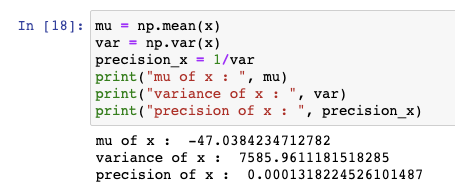 In [18]: mu = np.mean(x)
var = np.var(x)
precision_x = 1/var
print("mu of x : ", mu)
print("variance of x : ", var)
print("precision of x : ", precision_x)
mu of x :  -47.0384234712782
variance of x :  7585.9611181518285
precision of x :  0.0001318224526101487